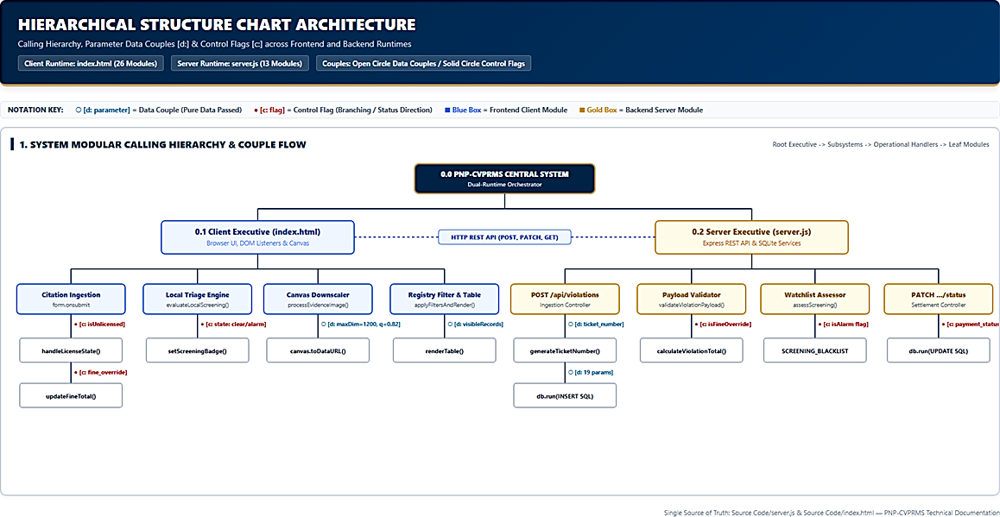 HIERARCHICAL STRUCTURE CHART ARCHITECTURE
Calling Hierarchy, Parameter Data Couples [d:] & Control Flags [c:] across Frontend and Backend Runtimes
Client Runtime: index.html (26 Modules) Server Runtime: server.js (13 Modules) Couples: Open Circle Data Couples / Solid Circle Control Flags
NOTATION KEY: ○ [d: parameter] = Data Couple (Pure Data Passed) ● [c: flag] = Control Flag (Branching / Status Direction) ■ Blue Box = Frontend Client Module ■ Gold Box = Backend Server Module
1. SYSTEM MODULAR CALLING HIERARCHY & COUPLE FLOW
Root Executive -> Subsystems -> Operational Handlers -> Leaf Modules
0.0 PNP-CVPRMS CENTRAL SYSTEM
Dual-Runtime Orchestrator
0.1 Client Executive (index.html)
Browser UI, DOM Listeners & Canvas
HTTP REST API (POST, PATCH, GET)
0.2 Server Executive (server.js)
Express REST API & SQLite Services
Citation Ingestion
form.onsubmit
Local Triage Engine
evaluateLocalScreening()
Canvas Downscaler
processEvidenceImage()
Registry Filter & Table
applyFiltersAndRender()
POST /api/violations
Ingestion Controller
Payload Validator
validateViolationPayload()
Watchlist Assessor
assessScreening()
PATCH .../status
Settlement Controller
● [c: isUnlicensed]
● [c: state: clear/alarm]
○ [d: maxDim=1200, q=0.82]
○ [d: visibleRecords]
○ [d: ticket_number]
● [c: isFineOverride]
● [c: isAlarm flag]
● [c: payment_status
handleLicenseState()
setScreeningBadge()
canvas.toDataURL()
renderTable()
generateTicketNumber()
calculateViolationTotal()
SCREENING_BLACKLIST
db.run(UPDATE SQL)
● [c: fine_override]
○ [d: 19 params]
updateFineTotal()
db.run(INSERT SQL)
Single Source of Truth: Source Code/server.js & Source Code/index.html — PNP-CVPRMS Technical Documentation